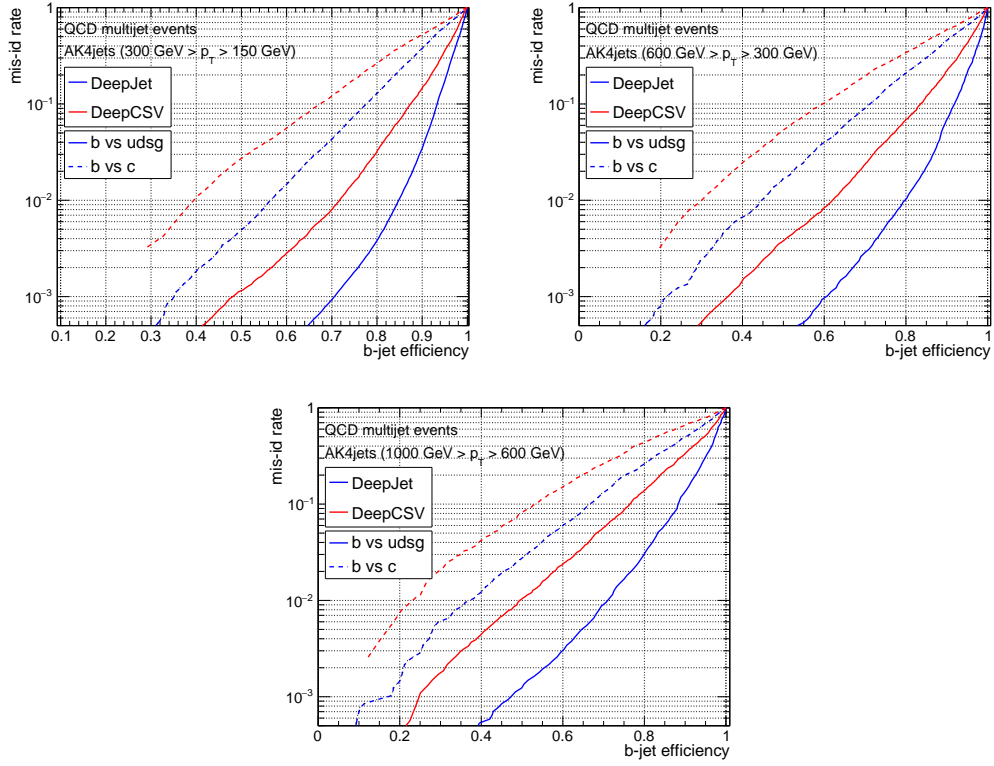 mis-id rate
1
10⁻¹
10⁻²
10⁻³
QCD multijet events
AK4jets (300 GeV > p_T > 150 GeV)
DeepJet
DeepCSV
b vs udsg
b vs c
0.1 0.2 0.3 0.4 0.5 0.6 0.7 0.8 0.9 1
b-jet efficiency
mis-id rate
1
10⁻¹
10⁻²
10⁻³
QCD multijet events
AK4jets (600 GeV > p_T > 300 GeV)
DeepJet
DeepCSV
b vs udsg
b vs c
0 0.2 0.4 0.6 0.8 1
b-jet efficiency
mis-id rate
1
10⁻¹
10⁻²
10⁻³
QCD multijet events
AK4jets (1000 GeV > p_T > 600 GeV)
DeepJet
DeepCSV
b vs udsg
b vs c
0 0.2 0.4 0.6 0.8 1
b-jet efficiency